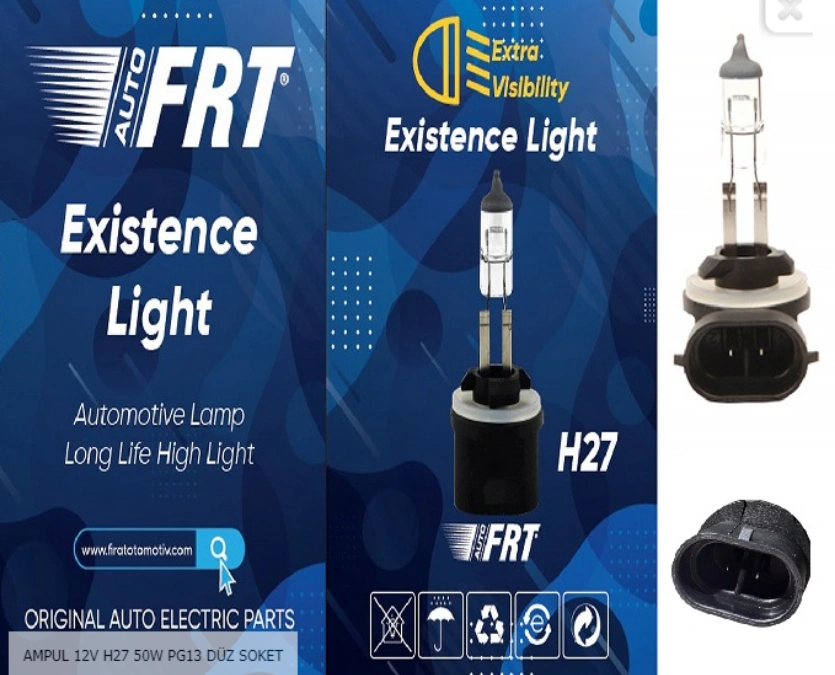 AUTO FRT®
Existence
Light
Automotive Lamp
Long Life High Light
www.firatotomotiv.com
ORIGINAL AUTO ELECTRIC PARTS
AMPUL 12V H27 50W PG13 DÜZ SOKET
Extra
Visibility
Existence Light
H27
AUTO FRT
e